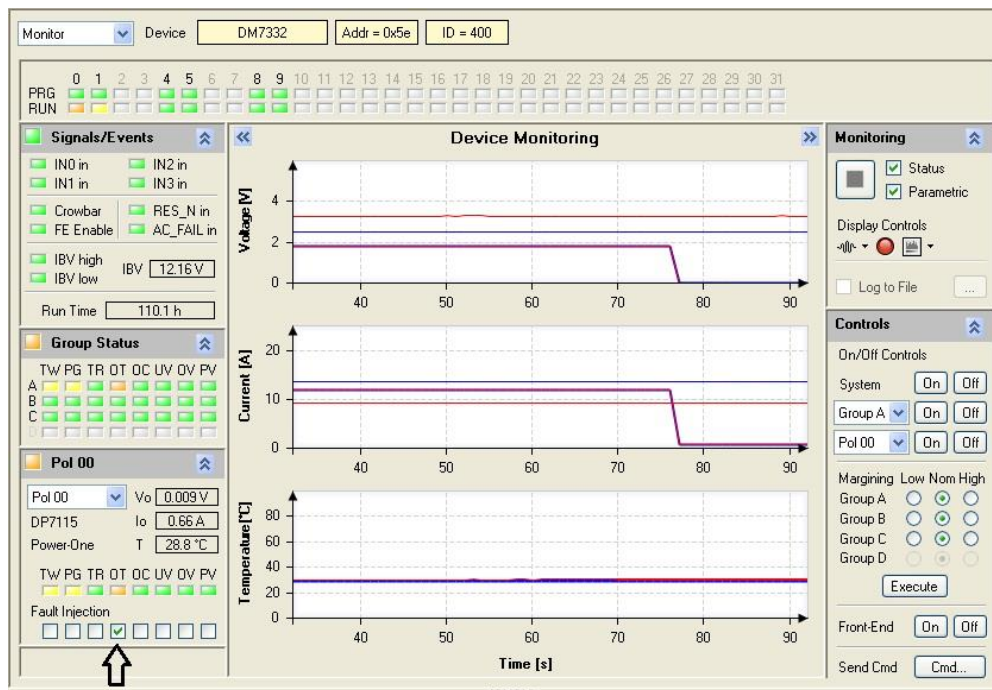 Monitor Device DM7332 Addr = 0x5e ID = 400
0 1 2 3 4 5 6 7 8 9 10 11 12 13 14 15 16 17 18 19 20 21 22 23 24 25 26 27 28 29 30 31
PRG
RUN
Signals/Events
IN0 in IN2 in
IN1 in IN3 in
Crowbar RES_N in
FE Enable AC_FAIL in
IBV high
IBV low
IBV 12.16 V
Run Time 110.1 h
Group Status
TW PG TR OT OC UV OV PV
A
B
C
D
Pol 00
Pol 00 Vo 0.009 V
DP7115 Io 0.66 A
Power-One T 28.8 °C
TW PG TR OT OC UV OV PV
Fault Injection
Device Monitoring
Voltage [V]
4
2
0
40 50 60 70 80 90
Current [A]
20
10
0
40 50 60 70 80 90
Temperature[°C]
80
60
40
20
0
40 50 60 70 80 90
Time [s]
Monitoring
Status
Parametric
Display Controls
Log to File ...
Controls
On/Off Controls
System On Off
Group A On Off
Pol 00 On Off
Margining Low Nom High
Group A
Group B
Group C
Group D
Execute
Front-End On Off
Send Cmd Cmd...